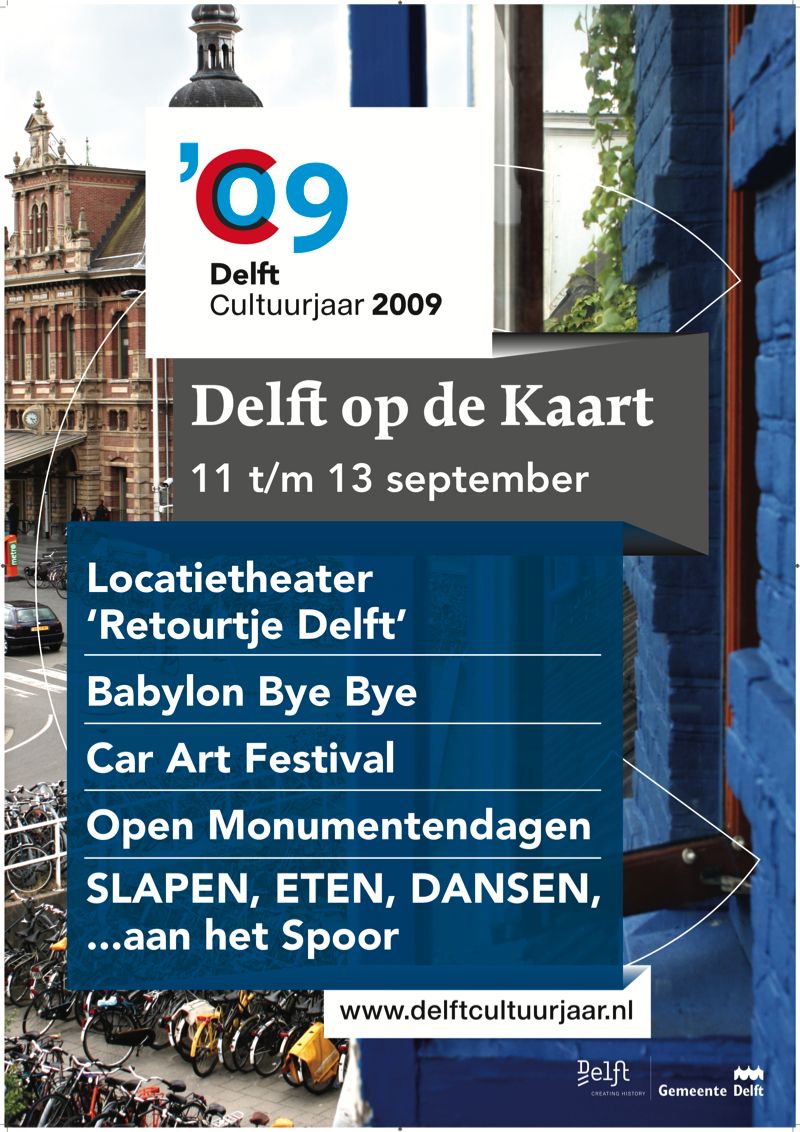 'C09
Delft
Cultuurjaar 2009
Delft op de Kaart
11 t/m 13 september
Locatietheater
‘Retourtje Delft’
Babylon Bye Bye
Car Art Festival
Open Monumentendagen
SLAPEN, ETEN, DANSEN,
...aan het Spoor
www.delftcultuurjaar.nl
metro
Delft
CREATING HISTORY
Gemeente Delft